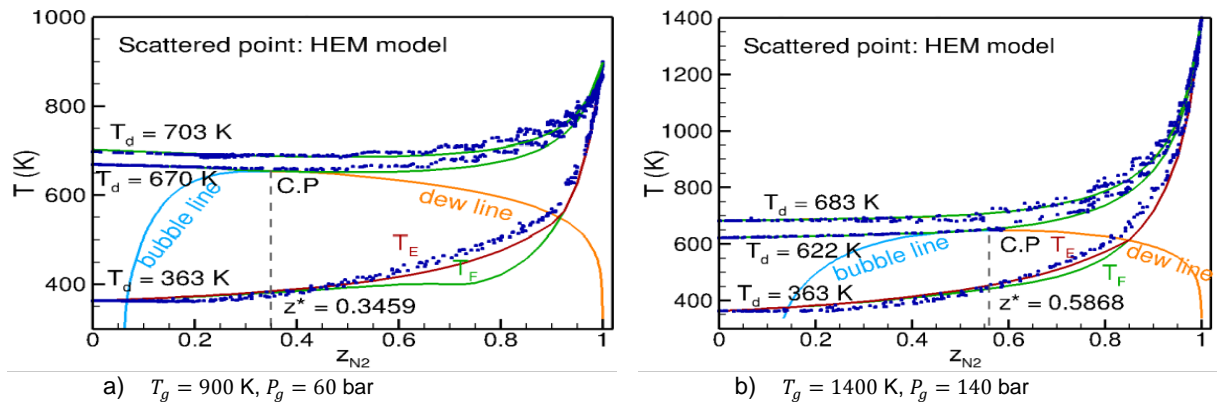 1000
Scattered point: HEM model
800
T_d = 703 K
T_d = 670 K
T (K)
600
C.P
bubble line
dew line
T_E
T_F
400
T_d = 363 K
z* = 0.3459
0 0.2 0.4 0.6 0.8 1
z_N2
a) T_g = 900 K, P_g = 60 bar
1400
Scattered point: HEM model
1200
1000
T (K)
800
T_d = 683 K
600
T_d = 622 K
C.P
T_E
bubble line
dew line
T_F
400
T_d = 363 K
z* = 0.5868
0 0.2 0.4 0.6 0.8 1
z_N2
b) T_g = 1400 K, P_g = 140 bar